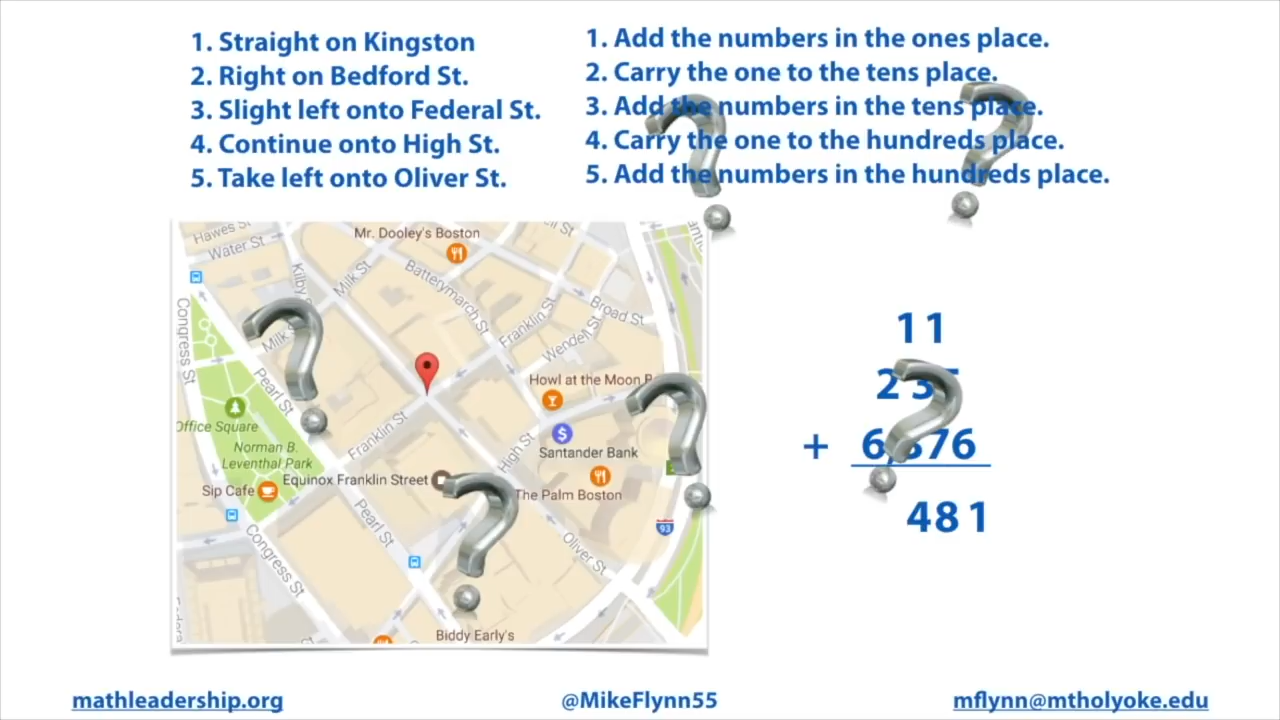 1. Straight on Kingston
2. Right on Bedford St.
3. Slight left onto Federal St.
4. Continue onto High St.
5. Take left onto Oliver St.
1. Add the numbers in the ones place.
2. Carry the one to the tens place.
3. Add the numbers in the tens place.
4. Carry the one to the hundreds place.
5. Add the numbers in the hundreds place.
Hawes St
Water St
Mr. Dooley's Boston
Kilby
Milk St
Batterymarch St
Broad St
Franklin St
Wendell St
Congress St
Milk
Pearl St
Howl at the Moon
Office Square
Norman B.
Leventhal Park
Franklin St
High St
Santander Bank
Sip Cafe
Equinox Franklin Street
The Palm Boston
Pearl St
93
Oliver St
Congress St
Biddy Early's
11
+
481
mathleadership.org
@MikeFlynn55
mflynn@mtholyoke.edu